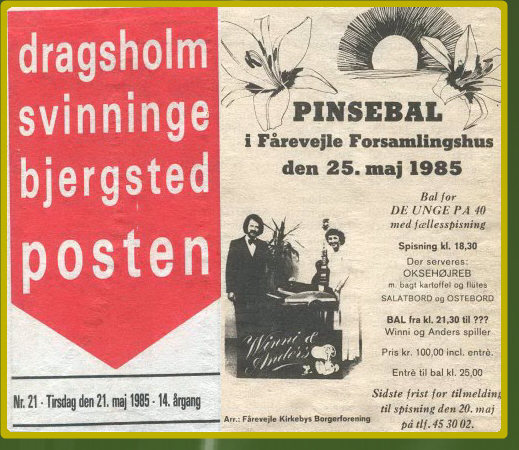 dragsholm
svinninge
bjergsted
posten
Nr. 21 · Tirsdag den 21. maj 1985 · 14. årgang
PINSEBAL
i Fårevejle Forsamlingshus
den 25. maj 1985
Bal for
DE UNGE PA 40
med fællesspisning
Spisning kl. 18,30
Der serveres:
OKSEHØJREB
m. bagt kartoffel og flutes
SALATBORD og OSTEBORD
BAL fra kl. 21,30 til ???
Winni og Anders spiller
Pris kr. 100,00 incl. entrè.
Entrè til bal kr. 25,00
Sidste frist for tilmelding
til spisning den 20. maj
på tlf. 45 30 02.
Winni &
Anders
Arr.: Fårevejle Kirkebys Borgerforening